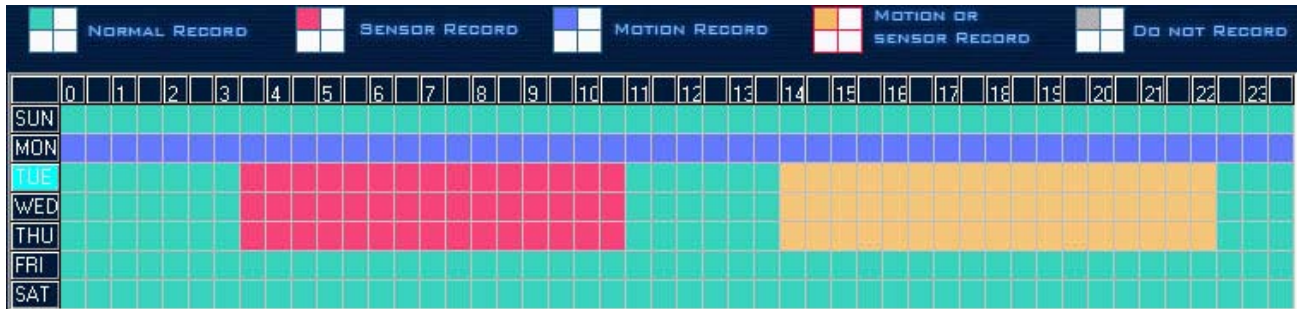 NORMAL RECORD
SENSOR RECORD
MOTION RECORD
MOTION OR
SENSOR RECORD
DO NOT RECORD
0 1 2 3 4 5 6 7 8 9 10 11 12 13 14 15 16 17 18 19 20 21 22 23
SUN
MON
TUE
WED
THU
FRI
SAT